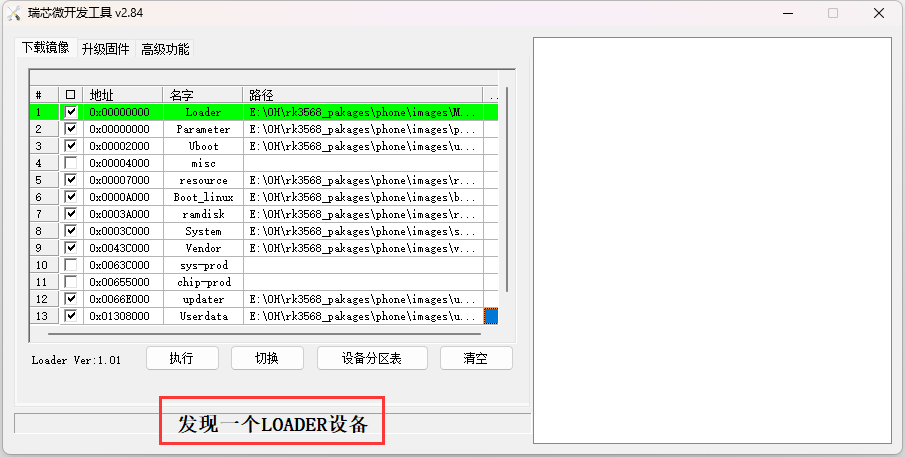 瑞芯微开发工具 v2.84
下载镜像 升级固件 高级功能
# 地址 名字 路径 ..
1 0x00000000 Loader E:\OH\rk3568_pakages\phone\images\M...
2 0x00000000 Parameter E:\OH\rk3568_pakages\phone\images\p...
3 0x00002000 Uboot E:\OH\rk3568_pakages\phone\images\u...
4 0x00004000 misc
5 0x00007000 resource E:\OH\rk3568_pakages\phone\images\r...
6 0x0000A000 Boot_linux E:\OH\rk3568_pakages\phone\images\b...
7 0x0003A000 ramdisk E:\OH\rk3568_pakages\phone\images\r...
8 0x0003C000 System E:\OH\rk3568_pakages\phone\images\s...
9 0x0043C000 Vendor E:\OH\rk3568_pakages\phone\images\v...
10 0x0063C000 sys-prod
11 0x00655000 chip-prod
12 0x0066E000 updater E:\OH\rk3568_pakages\phone\images\u...
13 0x01308000 Userdata E:\OH\rk3568_pakages\phone\images\u...
Loader Ver:1.01 执行 切换 设备分区表 清空
发现一个LOADER设备